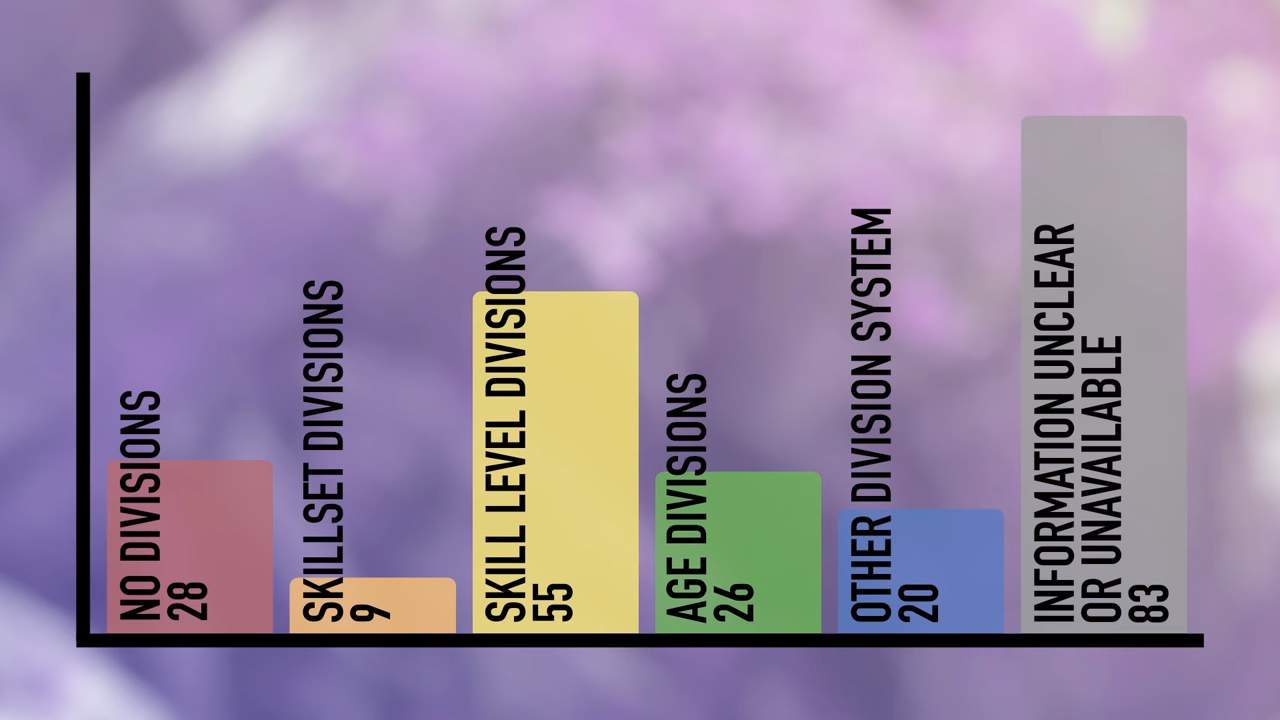 NO DIVISIONS
28
SKILLSET DIVISIONS
9
SKILL LEVEL DIVISIONS
55
AGE DIVISIONS
26
OTHER DIVISION SYSTEM
20
INFORMATION UNCLEAR
OR UNAVAILABLE
83